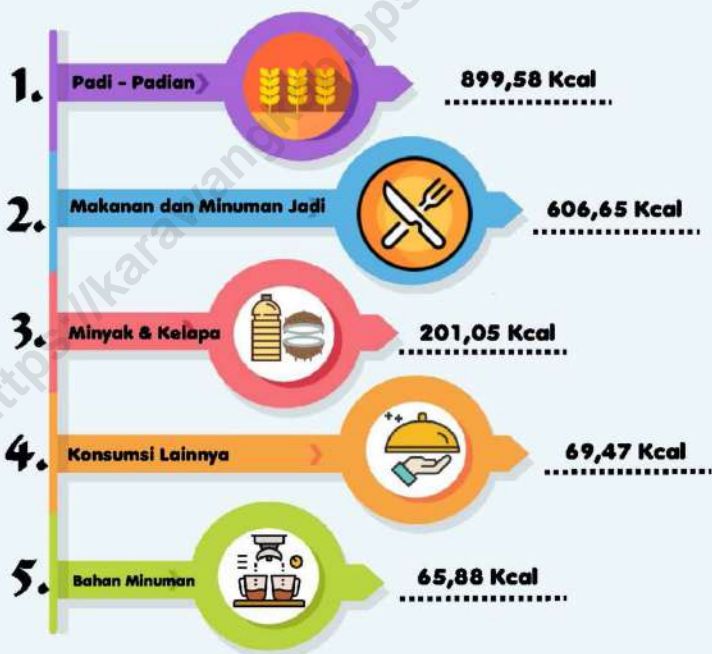 1.
Padi - Padian
899,58 Kcal
2.
Makanan dan Minuman Jadi
606,65 Kcal
3.
Minyak & Kelapa
201,05 Kcal
4.
Konsumsi Lainnya
69,47 Kcal
5.
Bahan Minuman
65,88 Kcal